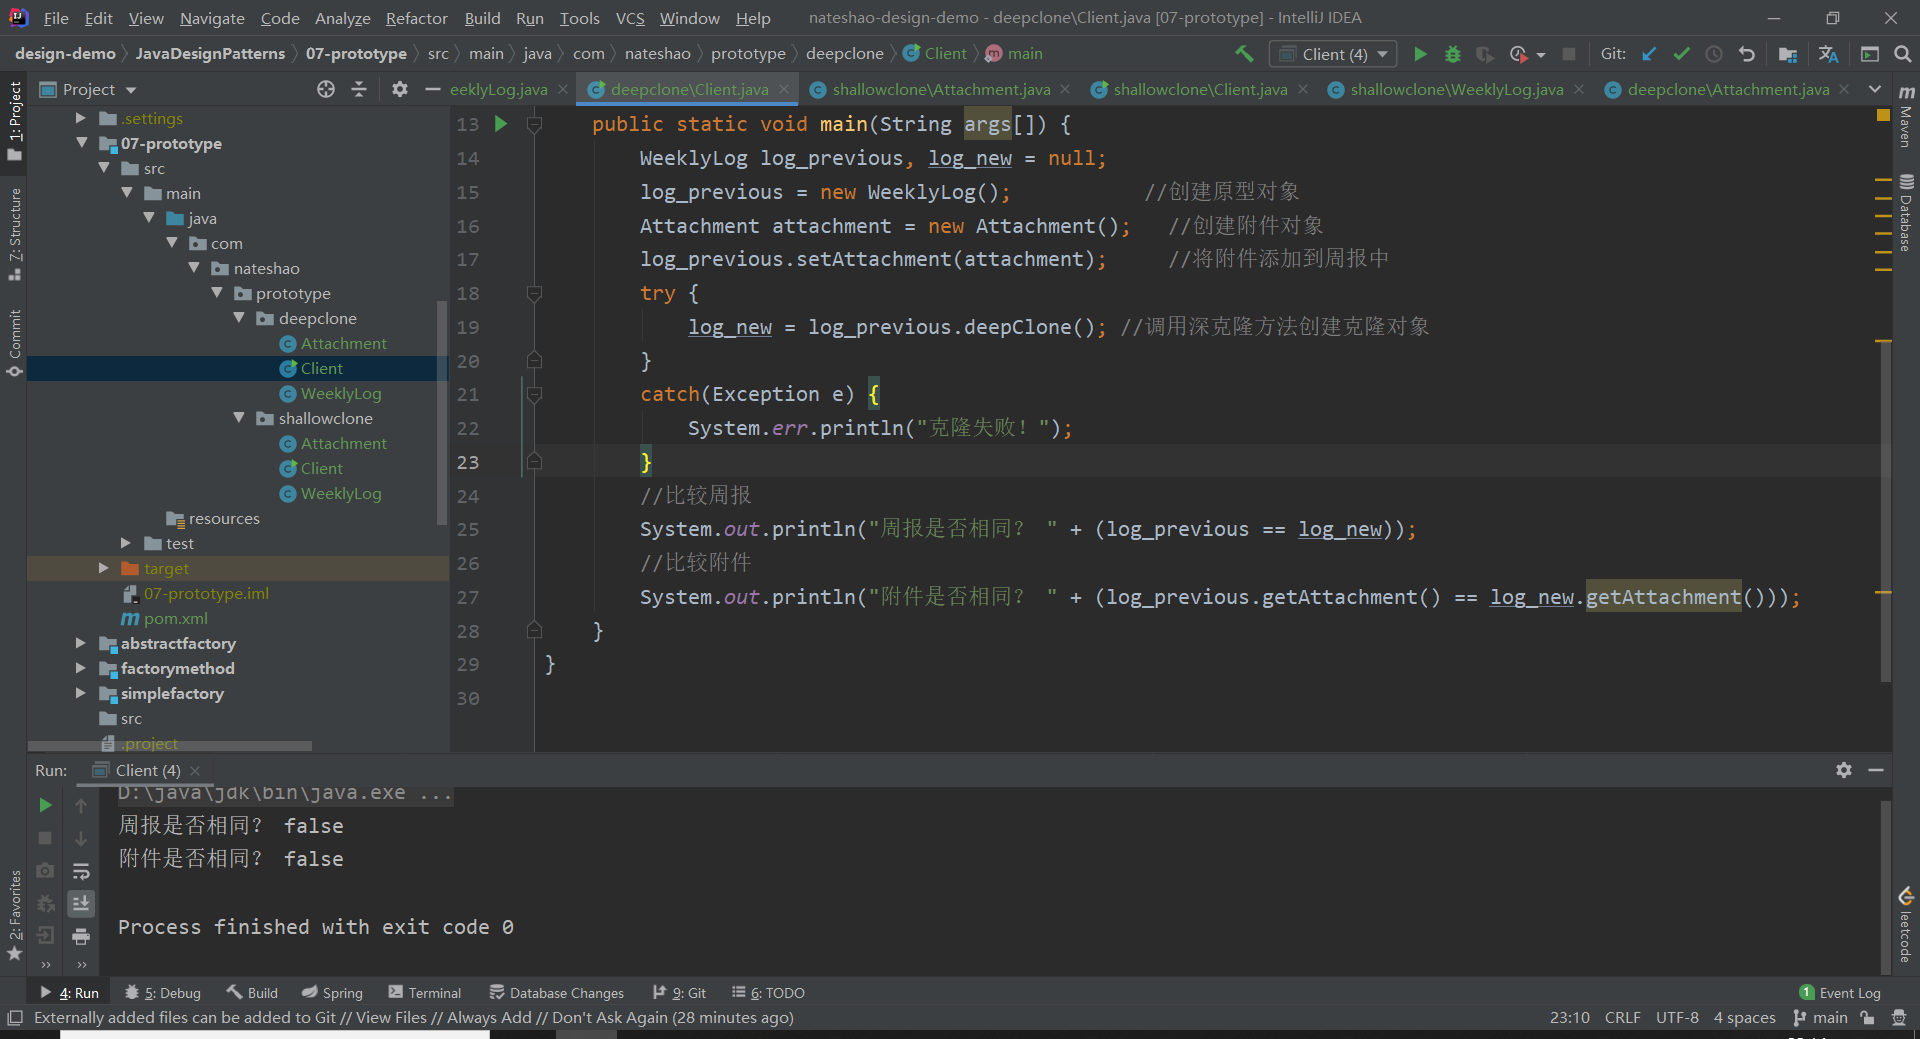 File Edit View Navigate Code Analyze Refactor Build Run Tools VCS Window Help nateshao-design-demo - deepclone\Client.java [07-prototype] - IntelliJ IDEA
design-demo JavaDesignPatterns 07-prototype src main java com nateshao prototype deepclone Client main Client (4) Git:
Project eeklyLog.java deepclone\Client.java shallowclone\Attachment.java shallowclone\Client.java shallowclone\WeeklyLog.java deepclone\Attachment.java
1: Project
7: Structure
Commit
2: Favorites
.settings
07-prototype
src
main
java
com
nateshao
prototype
deepclone
Attachment
Client
WeeklyLog
shallowclone
Attachment
Client
WeeklyLog
resources
test
target
07-prototype.iml
pom.xml
abstractfactory
factorymethod
simplefactory
src
.project
13 public static void main(String args[]) {
14 WeeklyLog log_previous, log_new = null;
15 log_previous = new WeeklyLog(); //创建原型对象
16 Attachment attachment = new Attachment(); //创建附件对象
17 log_previous.setAttachment(attachment); //将附件添加到周报中
18 try {
19 log_new = log_previous.deepClone(); //调用深克隆方法创建克隆对象
20 }
21 catch(Exception e) {
22 System.err.println("克隆失败！");
23 }
24 //比较周报
25 System.out.println("周报是否相同？ " + (log_previous == log_new));
26 //比较附件
27 System.out.println("附件是否相同？ " + (log_previous.getAttachment() == log_new.getAttachment()));
28 }
29 }
30
Maven
Database
leetcode
Run: Client (4)
D:\java\jdk\bin\java.exe ...
周报是否相同？ false
附件是否相同？ false
Process finished with exit code 0
4: Run 5: Debug Build Spring Terminal Database Changes 9: Git 6: TODO 1 Event Log
Externally added files can be added to Git // View Files // Always Add // Don't Ask Again (28 minutes ago) 23:10 CRLF UTF-8 4 spaces main